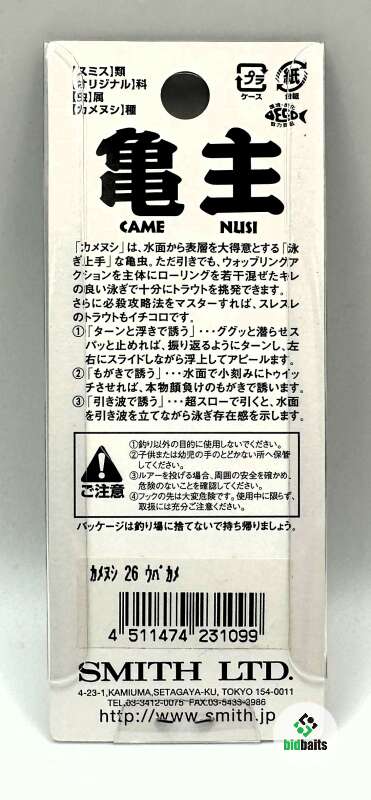 【スミス】類
【オリジナル】科
【虫】属
【カメヌシ】種
プラ
ケース
紙
付紙
亀主
CAME NUSI
「カメヌシ」は、水面から表層を大得意とする「泳
ぎ上手」な亀虫。ただ引きでも、ウォップリングア
クションを主体にローリングを若干混ぜたキレ
の良い泳ぎで十分にトラウトを挑発できます。
さらに必殺攻略法をマスターすれば、スレスレ
のトラウトもイチコロです。
①「ターンと浮きで誘う」・・・ググッと潜らせス
パッと止めれば、振り返るようにターンし、左
右にスライドしながら浮上してアピールます。
②「もがきで誘う」・・・水面で小刻みにトゥイッ
チさせれば、本物顔負けのもがきで誘います。
③「引き波で誘う」・・・超スローで引くと、水面
を引き波を立てながら泳ぎ存在感を示します。
ご注意
①釣り以外の目的に使用しないでください。
②子供または幼児の手のとどかない所へ保管
してください。
③ルアーを投げる場合、周囲の安全を確かめ、
危険のないことを確認してください。
④フックの先は大変危険です。使用中に限らず、
取扱には充分ご注意ください。
パッケージは釣り場に捨てないで持ち帰りましょう。
カメヌシ 26 ウバカメ
4 511474 231099
SMITH LTD.
4-23-1,KAMIUMA,SETAGAYA-KU, TOKYO 154-0011
TEL.03-3412-0075 FAX.03-5433-3986
http://www.smith.jp
bidbaits